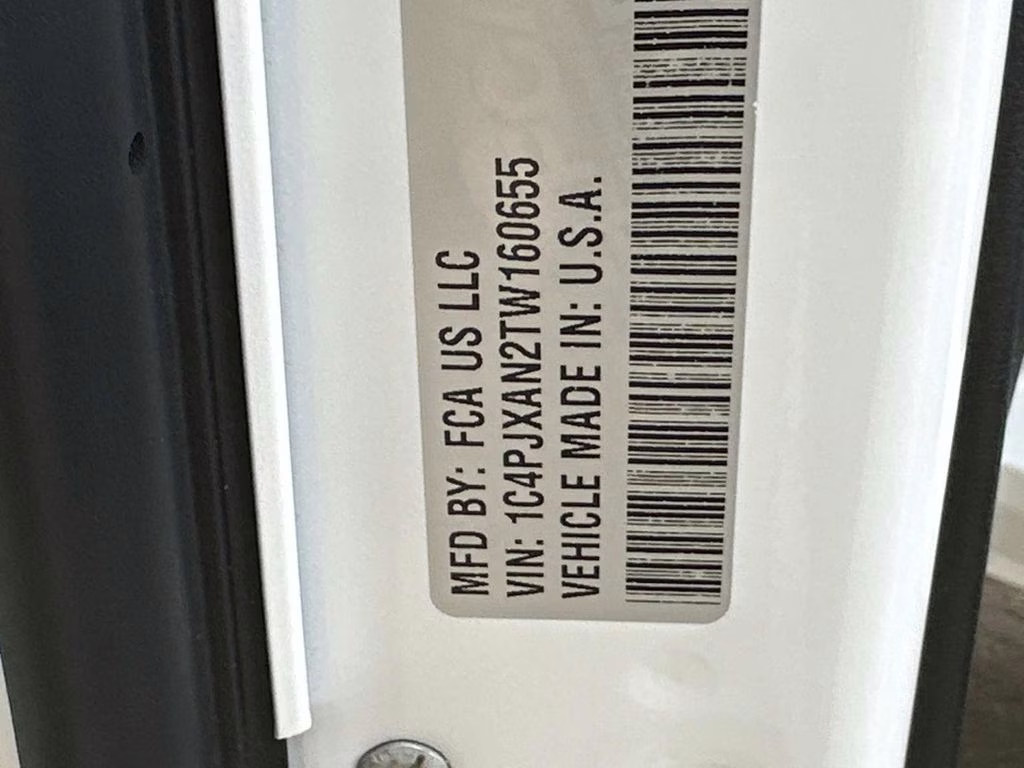 MFD BY: FCA US LLC
VIN: 1C4PJXAN2TW160655
VEHICLE MADE IN: U.S.A.